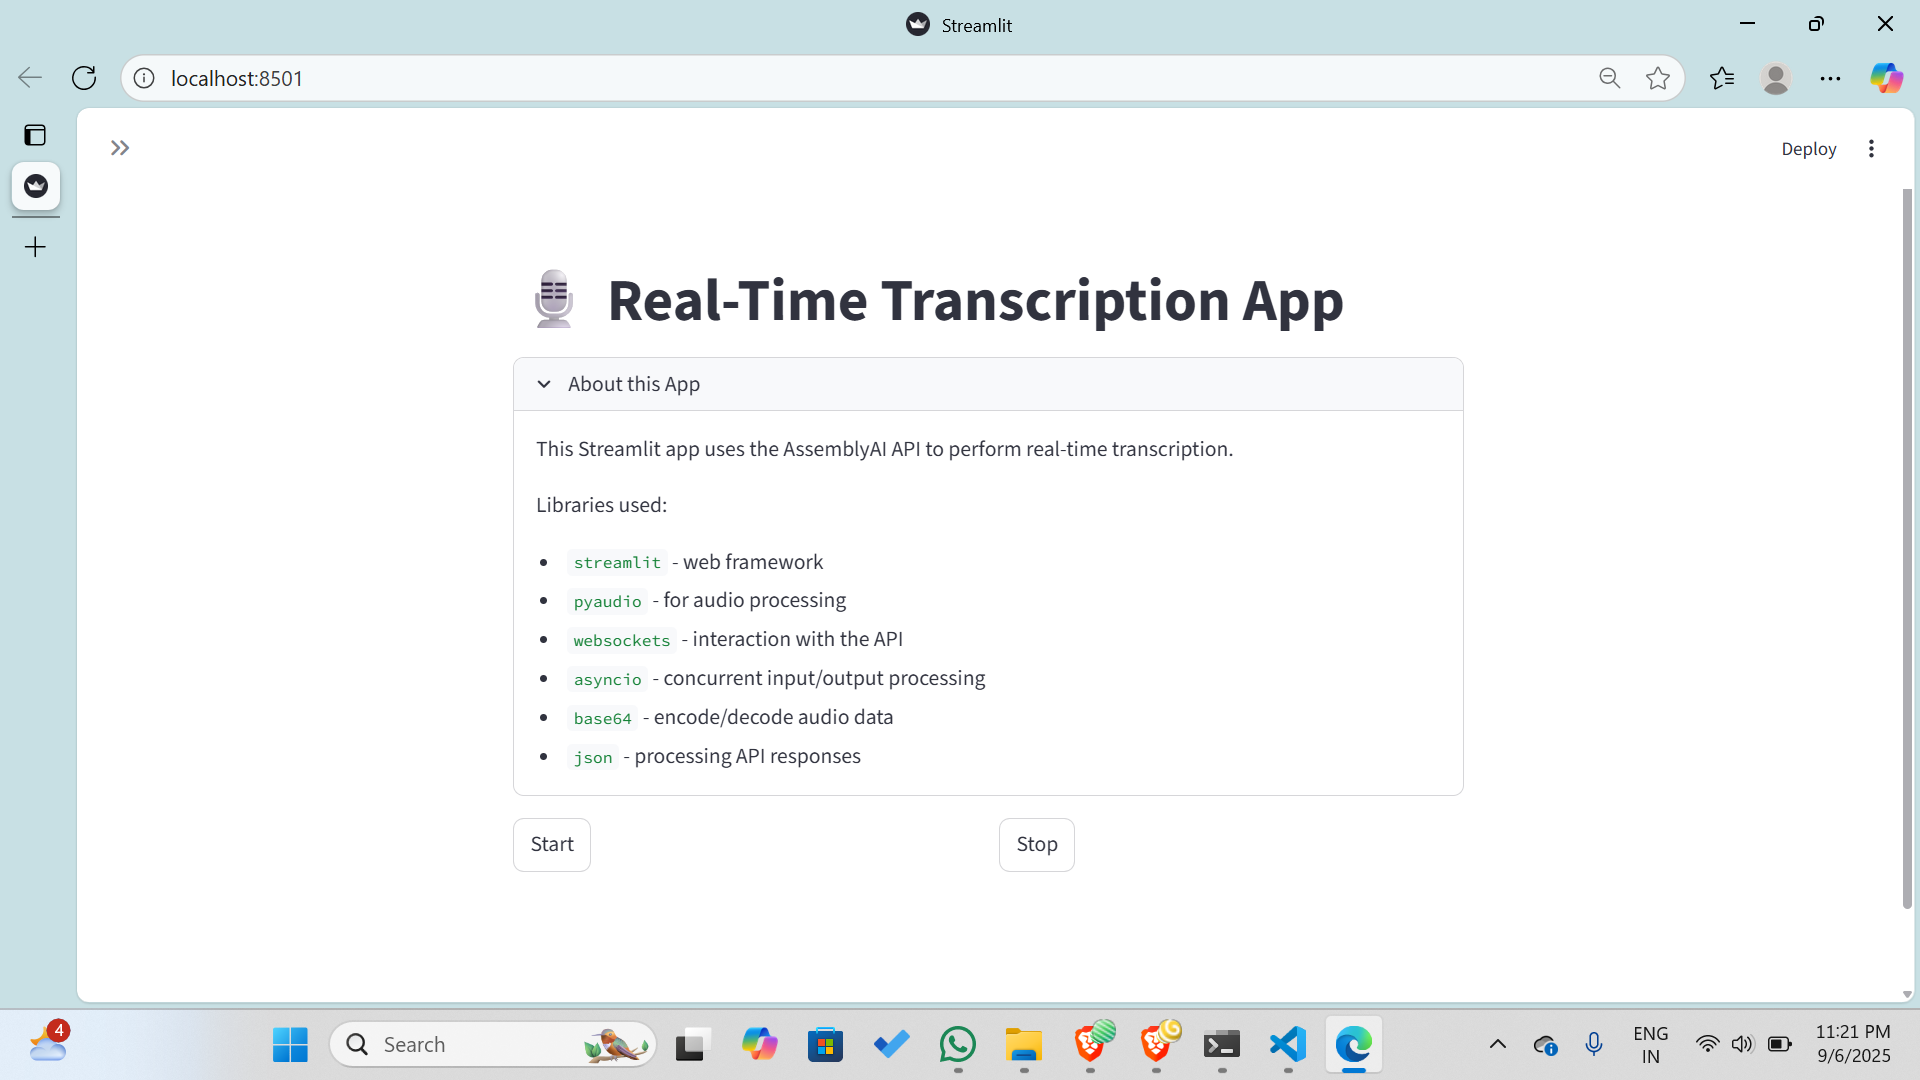 Streamlit
localhost:8501
Deploy
Real-Time Transcription App
About this App
This Streamlit app uses the AssemblyAI API to perform real-time transcription.
Libraries used:
• streamlit - web framework
• pyaudio - for audio processing
• websockets - interaction with the API
• asyncio - concurrent input/output processing
• base64 - encode/decode audio data
• json - processing API responses
Start
Stop
4
Search
ENG
IN
11:21 PM
9/6/2025